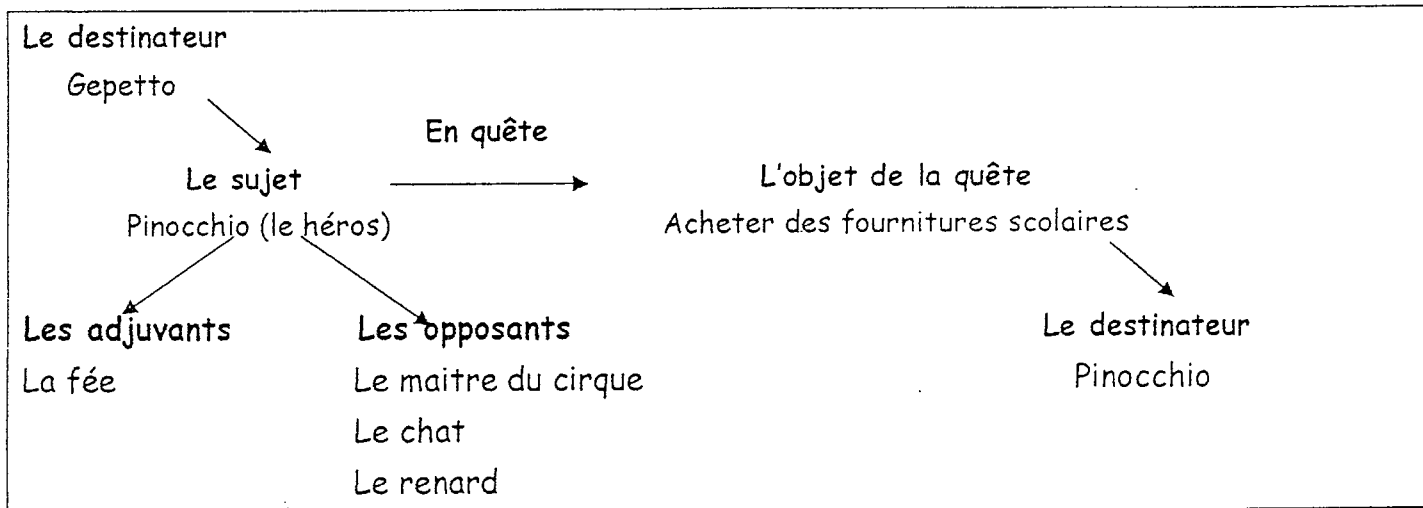 Le destinateur
Gepetto
En quête
Le sujet
L'objet de la quête
Pinocchio (le héros)
Acheter des fournitures scolaires
Les adjuvants
Les opposants
Le destinateur
La fée
Le maitre du cirque
Pinocchio
Le chat
Le renard